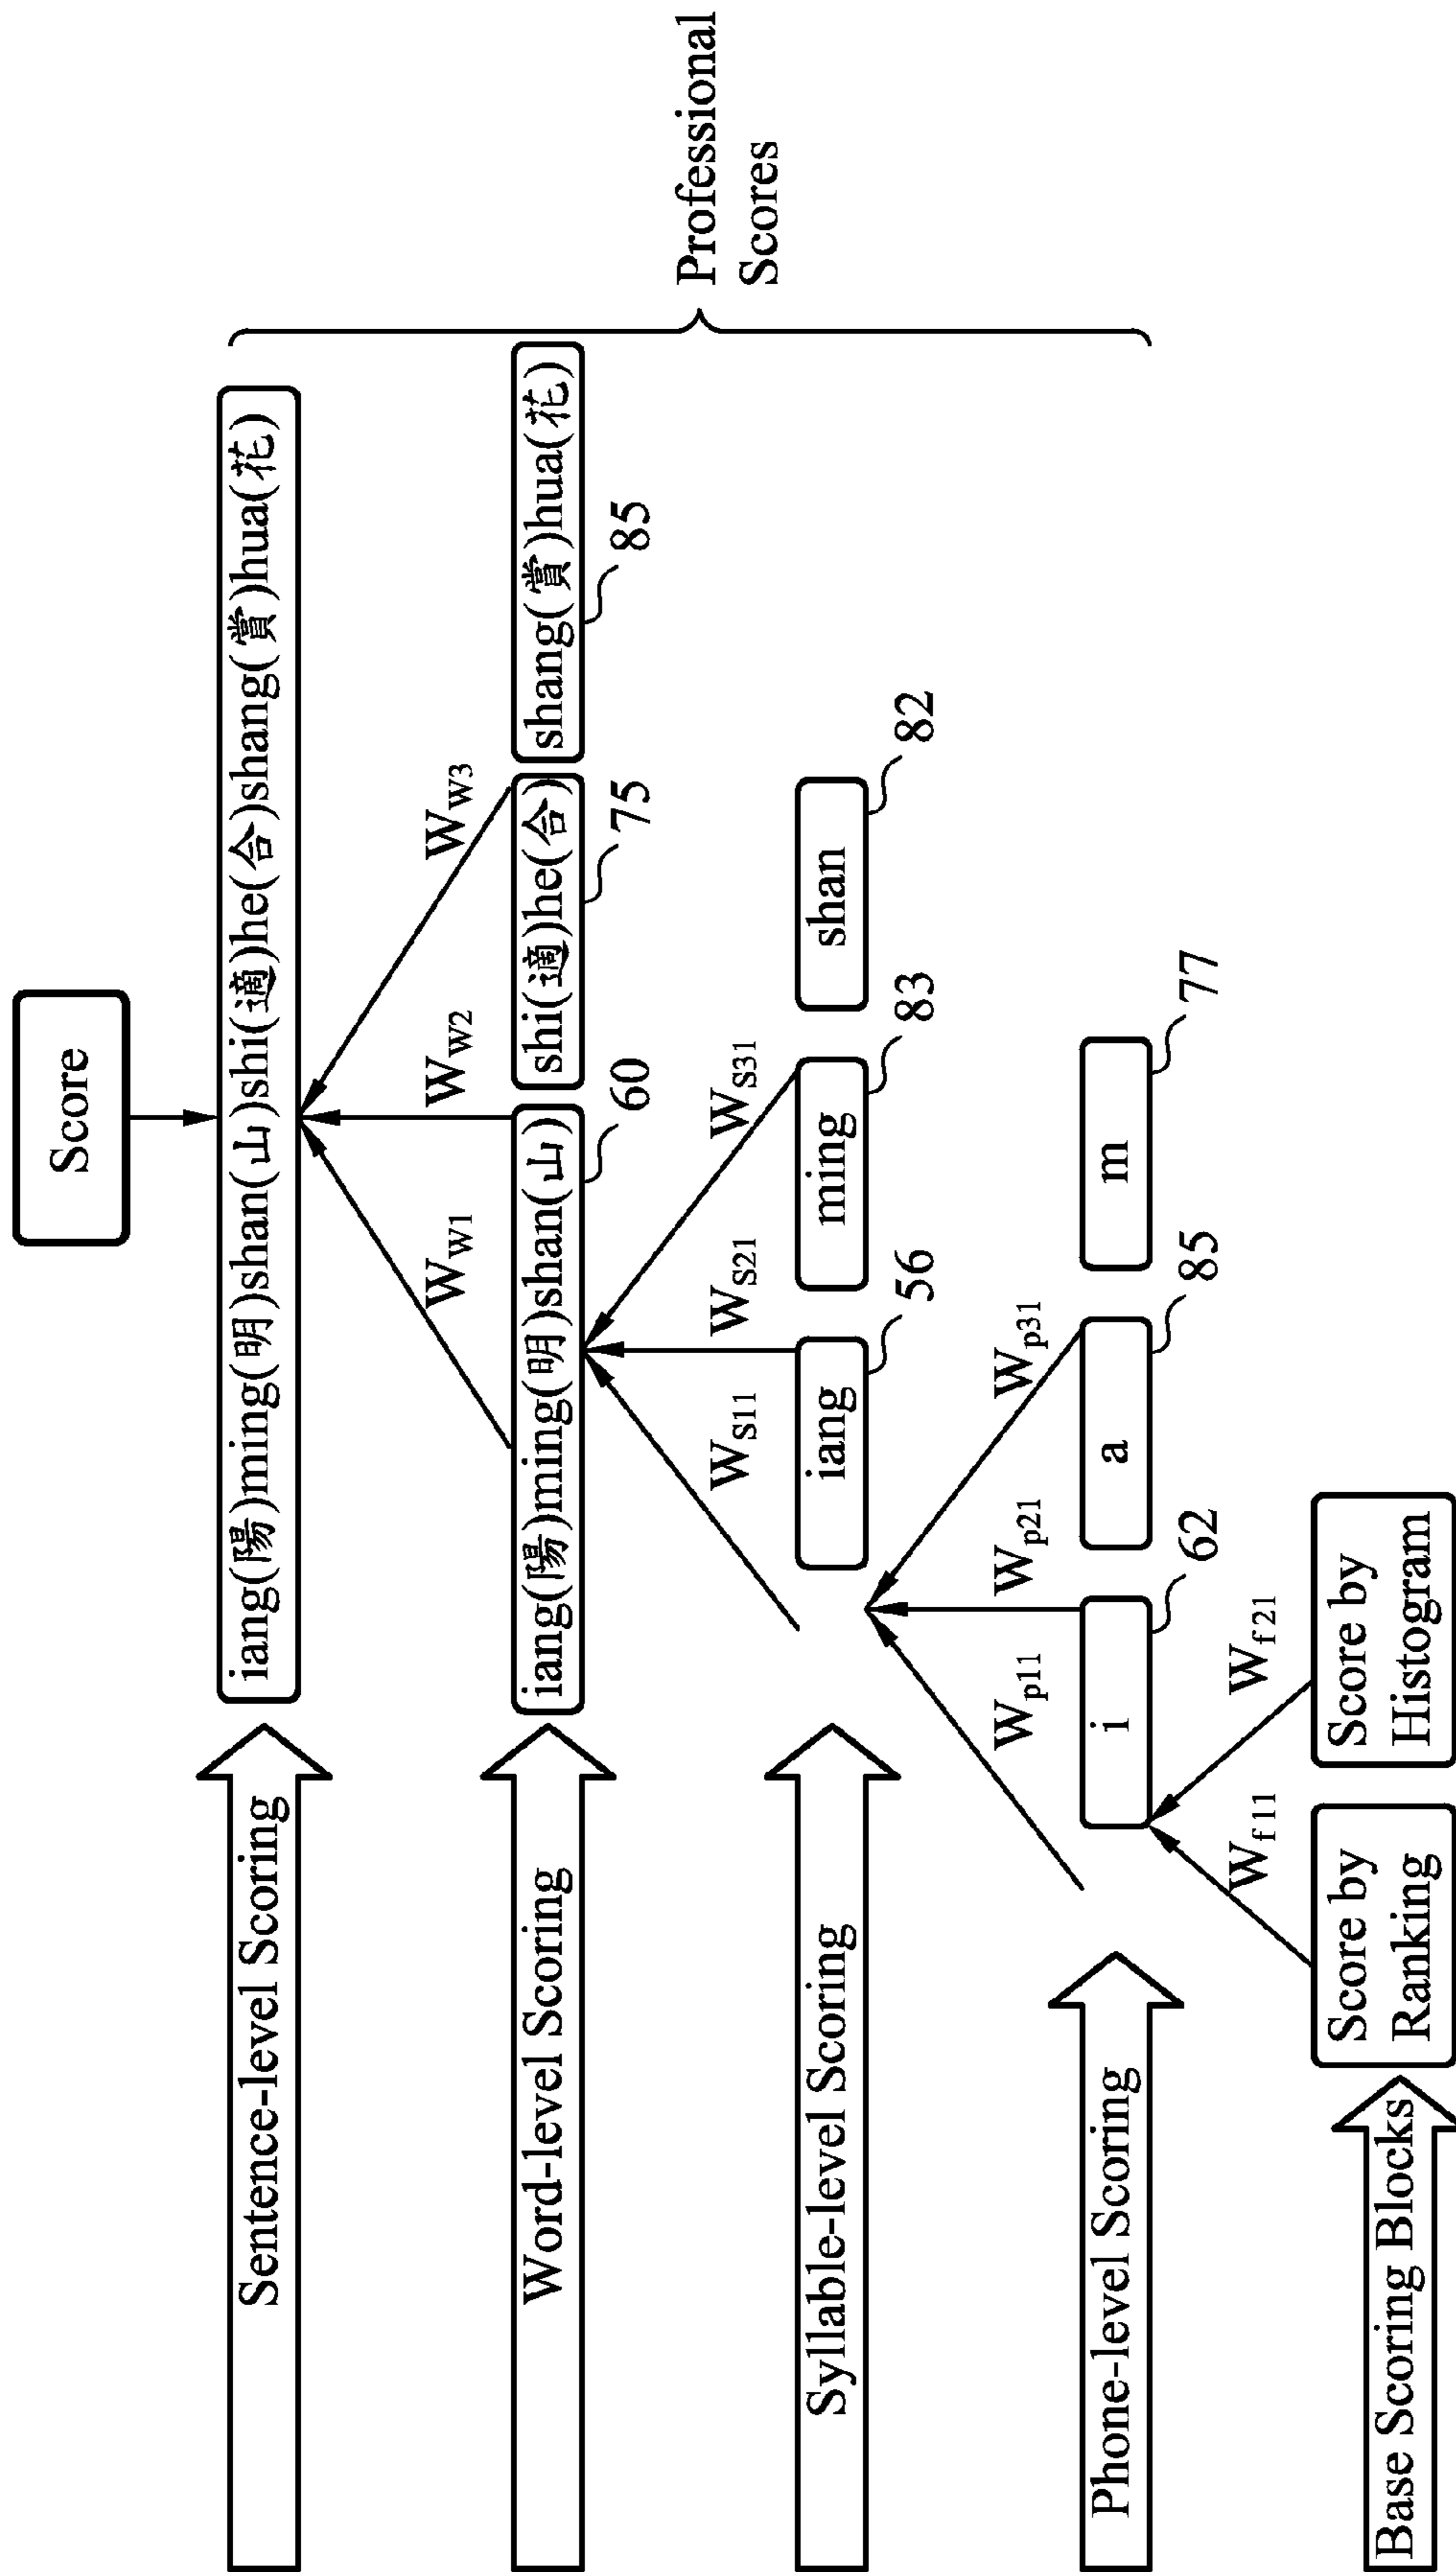 Score
Sentence-level Scoring
iang(陽)ming(明)shan(山)shi(適)he(合)shang(賞)hua(花)
W_W1
W_W2
W_W3
Word-level Scoring
iang(陽)ming(明)shan(山)
shi(適)he(合)
shang(賞)hua(花)
60
75
85
Professional
Scores
W_S11
W_S21
W_S31
Syllable-level Scoring
iang
ming
shan
56
83
82
W_p11
W_p21
W_p31
Phone-level Scoring
i
a
m
62
85
77
W_f11
W_f21
Base Scoring Blocks
Score by
Ranking
Score by
Histogram